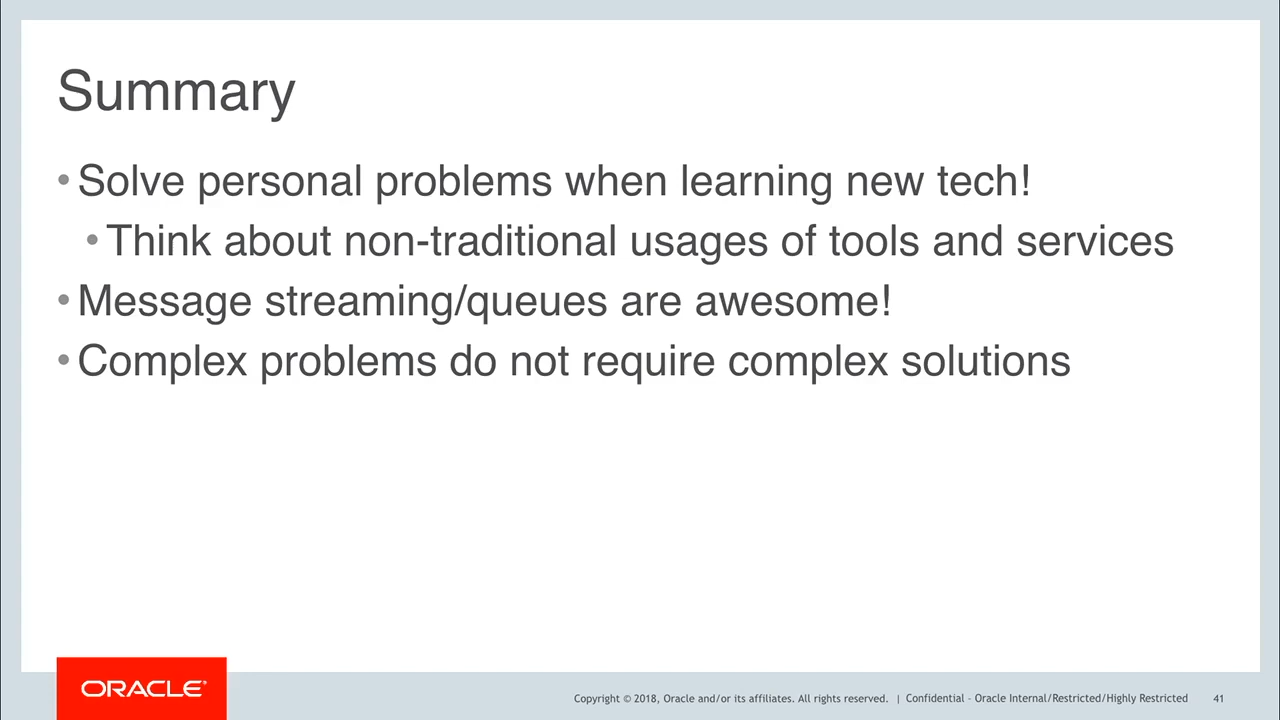 Summary
• Solve personal problems when learning new tech!
• Think about non-traditional usages of tools and services
• Message streaming/queues are awesome!
• Complex problems do not require complex solutions
ORACLE®
Copyright © 2018, Oracle and/or its affiliates. All rights reserved. | Confidential – Oracle Internal/Restricted/Highly Restricted 41